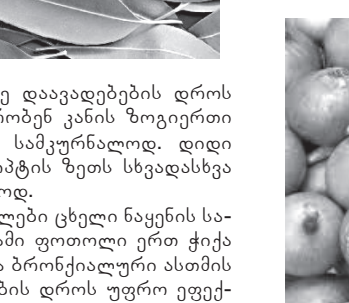 ე დაავადებების დროს
რობენ კანის ზოგიერთი
სამკურნალოდ. დიდი
პტის ზეთს სხვადასხვა
ოდ.
ლები ცხელი ნაყენის სა-
ამი ფოთოლი ერთ ჭიქა
ა ბრონქიალური ასთმის
ბის დროს უფრო ეფექ-